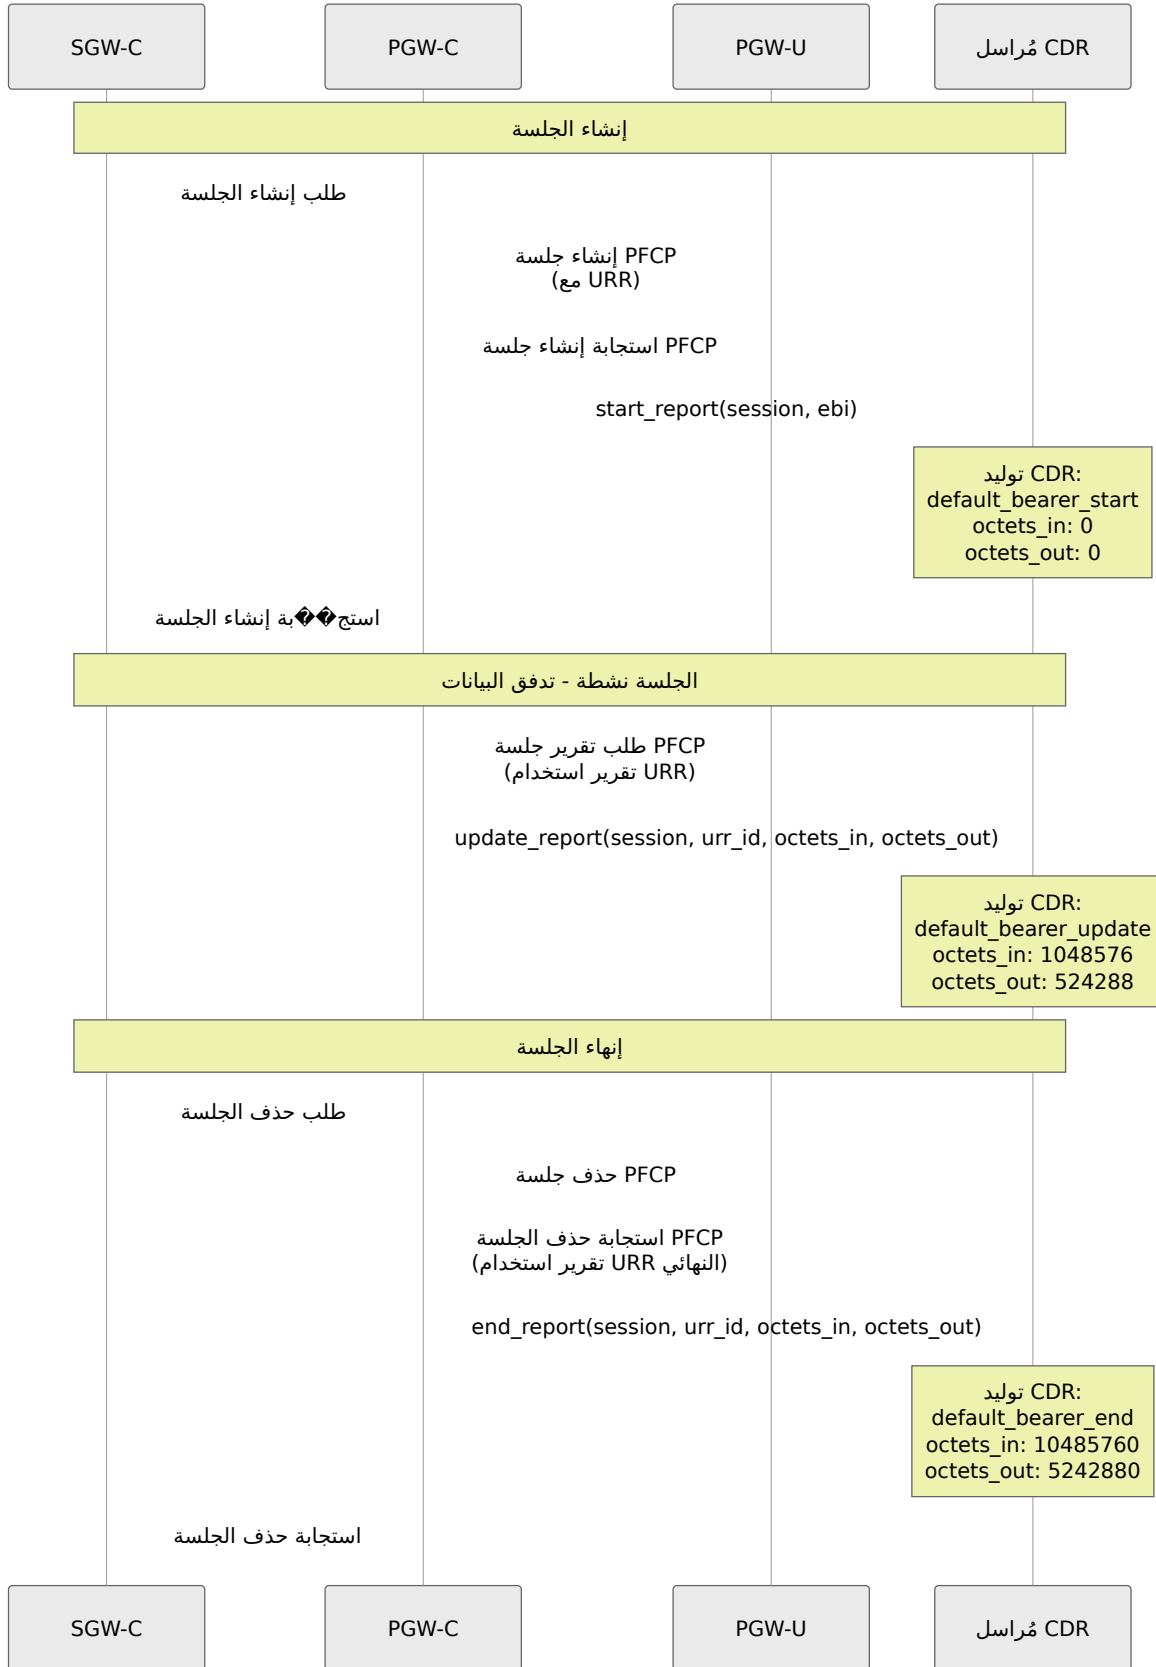 SGW-C
PGW-C
PGW-U
مُراسل CDR
إنشاء الجلسة
طلب إنشاء الجلسة
إنشاء جلسة PFCP
(مع URR)
استجابة إنشاء جلسة PFCP
start_report(session, ebi)
توليد CDR:
default_bearer_start
octets_in: 0
octets_out: 0
إنشاء الجلسة
الجلسة نشطة - تدفق البيانات
طلب تقرير جلسة PFCP
(تقرير استخدام URR)
update_report(session, urr_id, octets_in, octets_out)
توليد CDR:
default_bearer_update
octets_in: 1048576
octets_out: 524288
إنهاء الجلسة
طلب حذف الجلسة
حذف جلسة PFCP
استجابة حذف الجلسة PFCP
(تقرير استخدام URR النهائي)
end_report(session, urr_id, octets_in, octets_out)
توليد CDR:
default_bearer_end
octets_in: 10485760
octets_out: 5242880
استجابة حذف الجلسة
SGW-C
PGW-C
PGW-U
مُراسل CDR